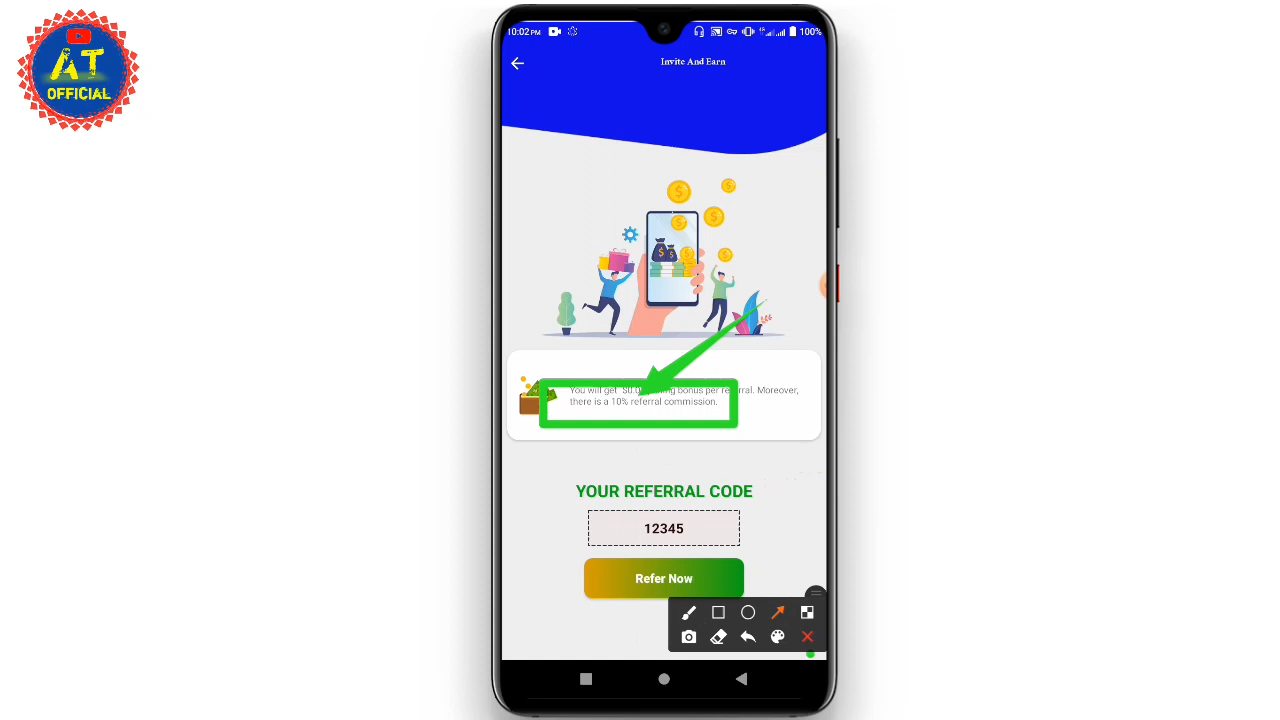 AT
OFFICIAL
10:02 PM
100%
Invite And Earn
You will get bonus per referral. Moreover,
there is a 10% referral commission.
YOUR REFERRAL CODE
12345
Refer Now